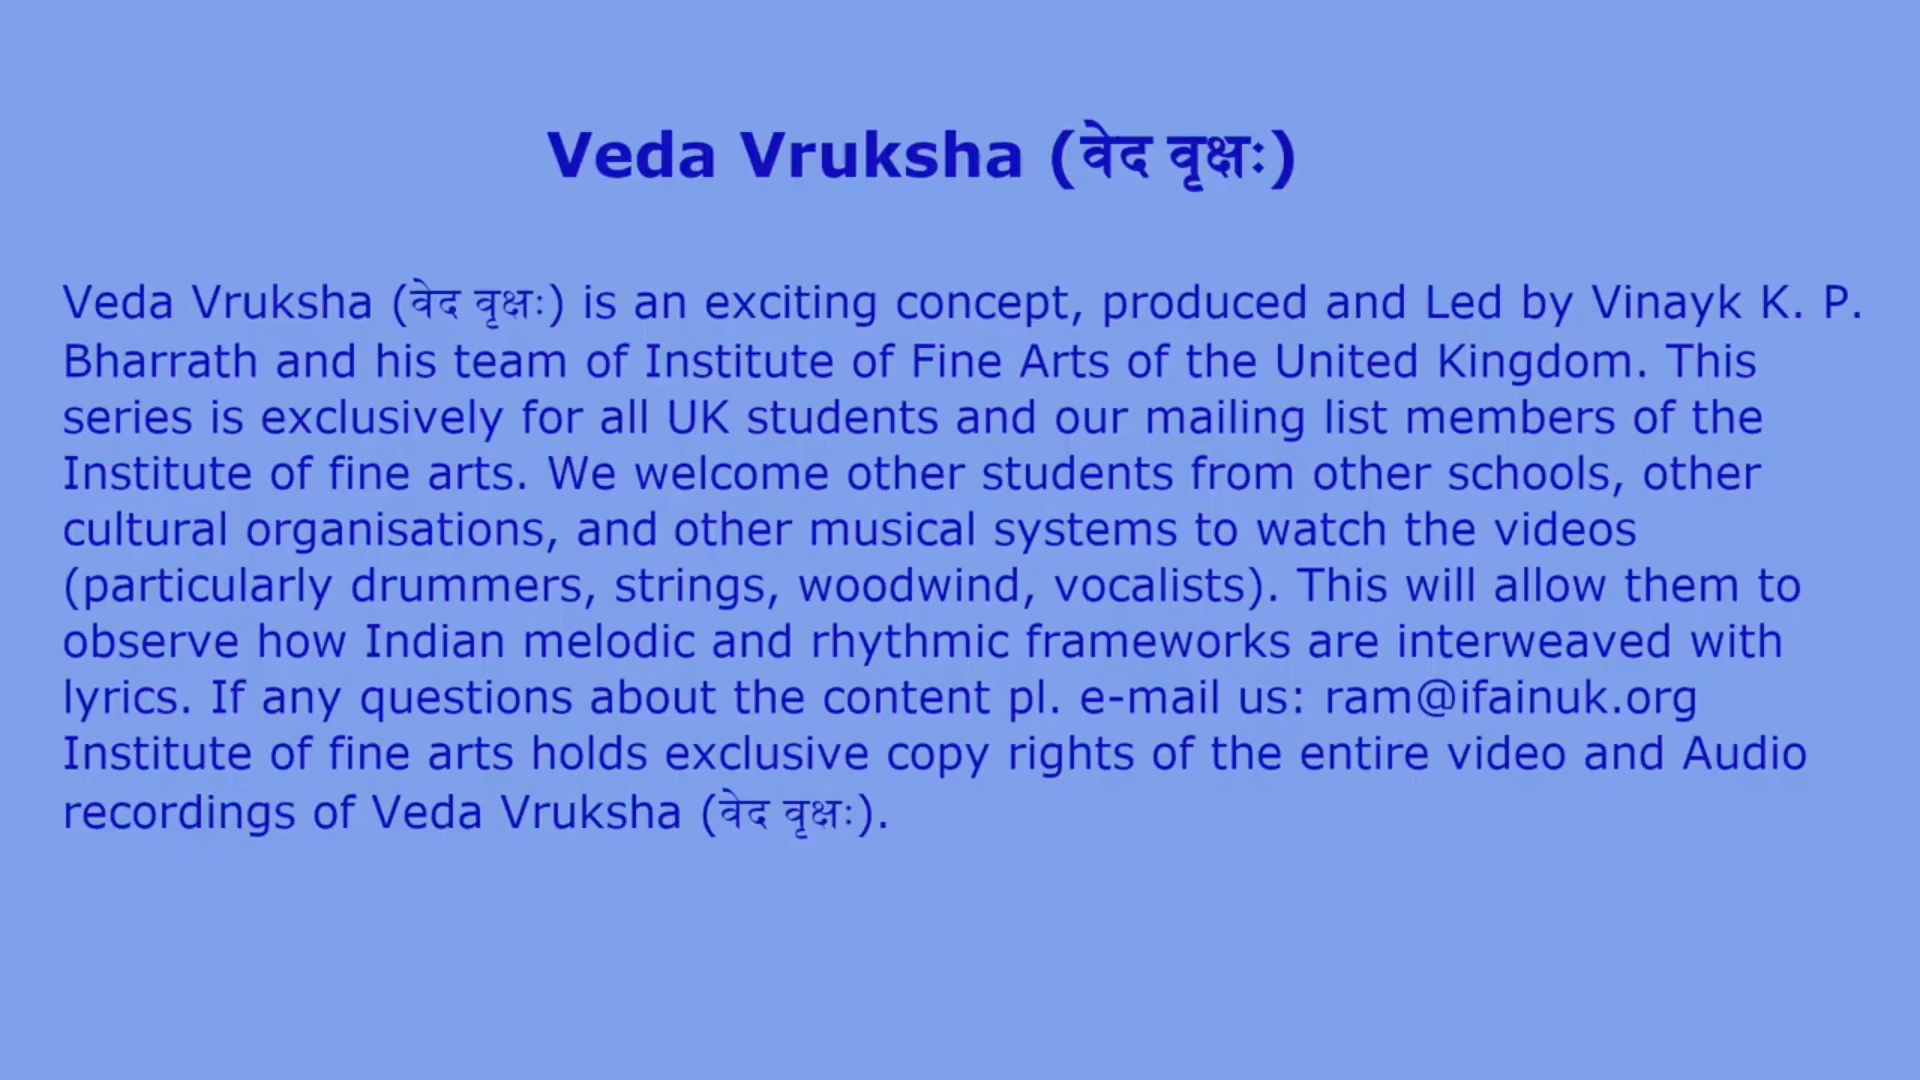 Veda Vruksha (वेद वृक्षः)
Veda Vruksha (वेद वृक्षः) is an exciting concept, produced and Led by Vinayk K. P.
Bharrath and his team of Institute of Fine Arts of the United Kingdom. This
series is exclusively for all UK students and our mailing list members of the
Institute of fine arts. We welcome other students from other schools, other
cultural organisations, and other musical systems to watch the videos
(particularly drummers, strings, woodwind, vocalists). This will allow them to
observe how Indian melodic and rhythmic frameworks are interweaved with
lyrics. If any questions about the content pl. e-mail us: ram@ifainuk.org
Institute of fine arts holds exclusive copy rights of the entire video and Audio
recordings of Veda Vruksha (वेद वृक्षः).